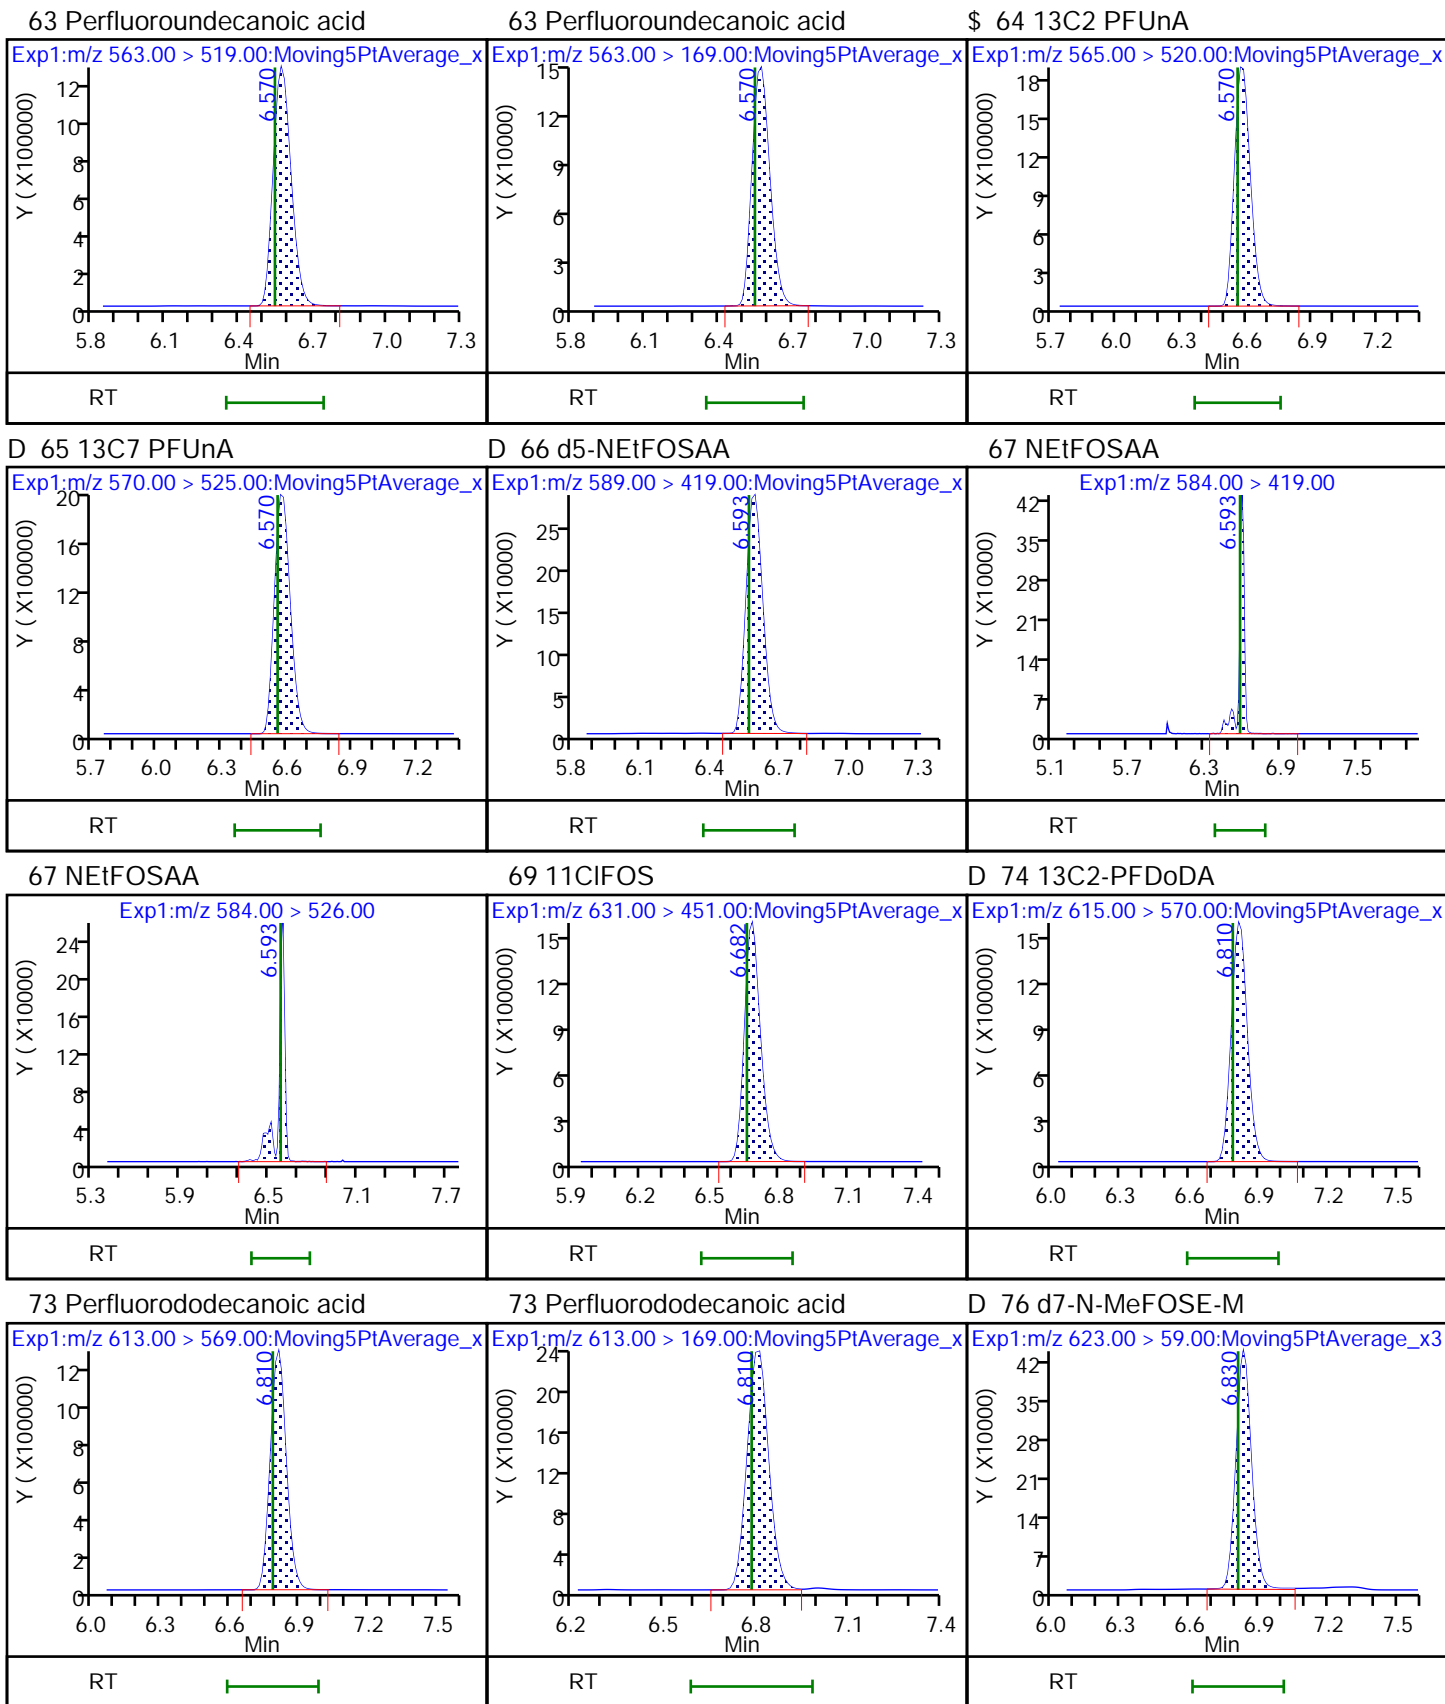 63 Perfluoroundecanoic acid
Exp1:m/z 563.00 > 519.00:Moving5PtAverage_x
6.570
Y ( X100000)
12
10
8
6
4
2
0
5.8 6.1 6.4 6.7 7.0 7.3
Min
RT
63 Perfluoroundecanoic acid
Exp1:m/z 563.00 > 169.00:Moving5PtAverage_x
6.570
Y ( X10000)
15
12
9
6
3
0
5.8 6.1 6.4 6.7 7.0 7.3
Min
RT
$ 64 13C2 PFUnA
Exp1:m/z 565.00 > 520.00:Moving5PtAverage_x
6.570
Y ( X100000)
18
15
12
9
6
3
0
5.7 6.0 6.3 6.6 6.9 7.2
Min
RT
D 65 13C7 PFUnA
Exp1:m/z 570.00 > 525.00:Moving5PtAverage_x
6.570
Y ( X100000)
20
16
12
8
4
0
5.7 6.0 6.3 6.6 6.9 7.2
Min
RT
D 66 d5-NEtFOSAA
Exp1:m/z 589.00 > 419.00:Moving5PtAverage_x
6.593
Y ( X10000)
25
20
15
10
5
0
5.8 6.1 6.4 6.7 7.0 7.3
Min
RT
67 NEtFOSAA
Exp1:m/z 584.00 > 419.00
6.593
Y ( X10000)
42
35
28
21
14
7
0
5.1 5.7 6.3 6.9 7.5
Min
RT
67 NEtFOSAA
Exp1:m/z 584.00 > 526.00
6.593
Y ( X10000)
24
20
16
12
8
4
0
5.3 5.9 6.5 7.1 7.7
Min
RT
69 11ClFOS
Exp1:m/z 631.00 > 451.00:Moving5PtAverage_x
6.682
Y ( X100000)
15
12
9
6
3
0
5.9 6.2 6.5 6.8 7.1 7.4
Min
RT
D 74 13C2-PFDoDA
Exp1:m/z 615.00 > 570.00:Moving5PtAverage_x
6.810
Y ( X100000)
15
12
9
6
3
0
6.0 6.3 6.6 6.9 7.2 7.5
Min
RT
73 Perfluorododecanoic acid
Exp1:m/z 613.00 > 569.00:Moving5PtAverage_x
6.810
Y ( X100000)
12
10
8
6
4
2
0
6.0 6.3 6.6 6.9 7.2 7.5
Min
RT
73 Perfluorododecanoic acid
Exp1:m/z 613.00 > 169.00:Moving5PtAverage_x
6.810
Y ( X10000)
24
20
16
12
8
4
0
6.2 6.5 6.8 7.1 7.4
Min
RT
D 76 d7-N-MeFOSE-M
Exp1:m/z 623.00 > 59.00:Moving5PtAverage_x3
6.830
Y ( X10000)
42
35
28
21
14
7
0
6.0 6.3 6.6 6.9 7.2 7.5
Min
RT